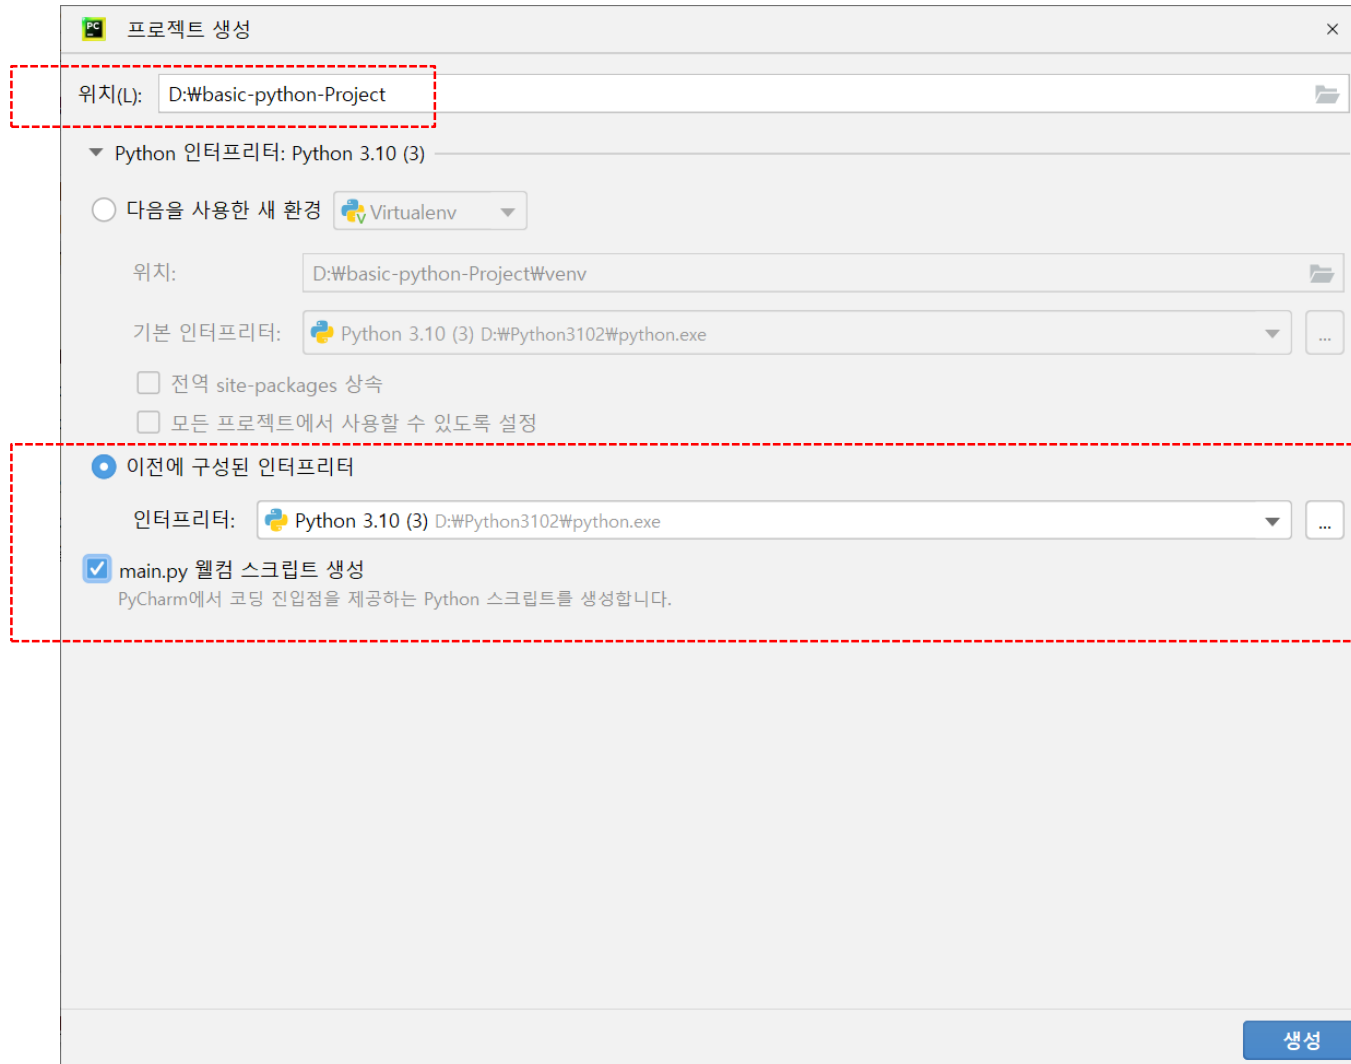 PC 프로젝트 생성
위치(L): D:₩basic-python-Project
Python 인터프리터: Python 3.10 (3)
다음을 사용한 새 환경 Virtualenv
위치: D:₩basic-python-Project₩venv
기본 인터프리터: Python 3.10 (3) D:₩Python3102₩python.exe ...
전역 site-packages 상속
모든 프로젝트에서 사용할 수 있도록 설정
이전에 구성된 인터프리터
인터프리터: Python 3.10 (3) D:₩Python3102₩python.exe ...
main.py 웰컴 스크립트 생성
PyCharm에서 코딩 진입점을 제공하는 Python 스크립트를 생성합니다.
생성